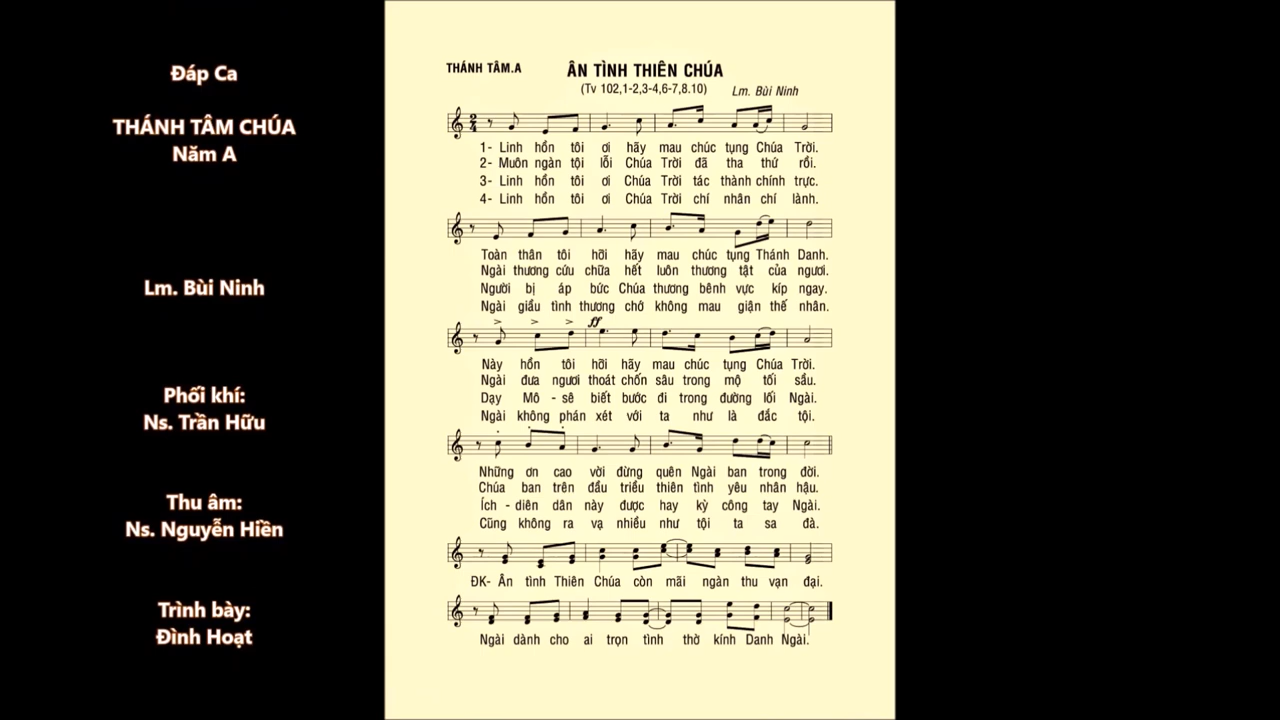 Đáp Ca
THÁNH TÂM CHÚA
Năm A
Lm. Bùi Ninh
Phối khí:
Ns. Trần Hữu
Thu âm:
Ns. Nguyễn Hiền
Trình bày:
Đình Hoạt
THÁNH TÂM.A
ÂN TÌNH THIÊN CHÚA
(Tv 102,1-2,3-4,6-7,8.10)
Lm. Bùi Ninh
1- Linh hồn tôi ơi hãy mau chúc tụng Chúa Trời.
2- Muôn ngàn tội lỗi Chúa Trời đã tha thứ rồi.
3- Linh hồn tôi ơi Chúa Trời tác thành chính trực.
4- Linh hồn tôi ơi Chúa Trời chí nhân chí lành.
Toàn thân tôi hỡi hãy mau chúc tụng Thánh Danh.
Ngài thương cứu chữa hết luôn thương tật của ngươi.
Người bị áp bức Chúa thương bênh vực kíp ngay.
Ngài giầu tình thương chớ không mau giận thế nhân.
ff
Này hồn tôi hỡi hãy mau chúc tụng Chúa Trời.
Ngài đưa ngươi thoát chốn sâu trong mộ tối sầu.
Dạy Mô - sê biết bước đi trong đường lối Ngài.
Ngài không phán xét với ta như là đắc tội.
Những ơn cao vời đừng quên Ngài ban trong đời.
Chúa ban trên đầu triều thiên tình yêu nhân hậu.
Ích - diên dân này được hay kỳ công tay Ngài.
Cũng không ra vạ nhiều như tội ta sa đà.
ĐK- Ân tình Thiên Chúa còn mãi ngàn thu vạn đại.
Ngài dành cho ai trọn tình thờ kính Danh Ngài.